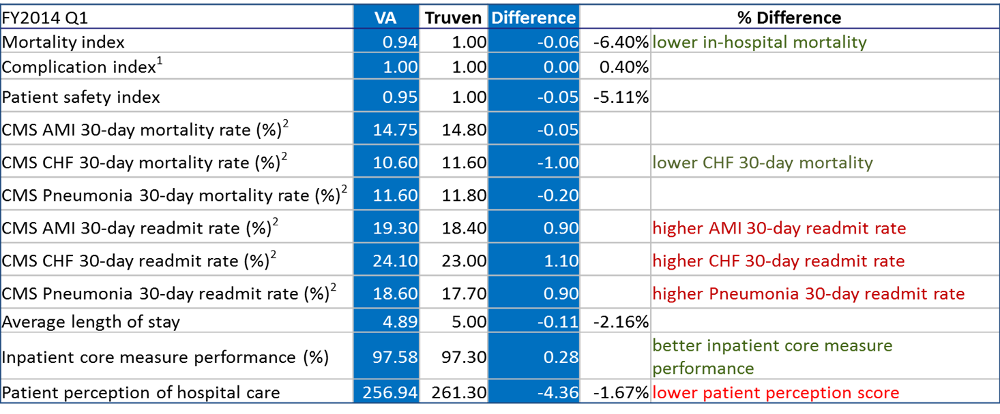 FY2014 Q1 VA Truven Difference % Difference
Mortality index 0.94 1.00 -0.06 -6.40% lower in-hospital mortality
Complication index¹ 1.00 1.00 0.00 0.40%
Patient safety index 0.95 1.00 -0.05 -5.11%
CMS AMI 30-day mortality rate (%)² 14.75 14.80 -0.05
CMS CHF 30-day mortality rate (%)² 10.60 11.60 -1.00 lower CHF 30-day mortality
CMS Pneumonia 30-day mortality rate (%)² 11.60 11.80 -0.20
CMS AMI 30-day readmit rate (%)² 19.30 18.40 0.90 higher AMI 30-day readmit rate
CMS CHF 30-day readmit rate (%)² 24.10 23.00 1.10 higher CHF 30-day readmit rate
CMS Pneumonia 30-day readmit rate (%)² 18.60 17.70 0.90 higher Pneumonia 30-day readmit rate
Average length of stay 4.89 5.00 -0.11 -2.16%
Inpatient core measure performance (%) 97.58 97.30 0.28 better inpatient core measure
performance
Patient perception of hospital care 256.94 261.30 -4.36 -1.67% lower patient perception score